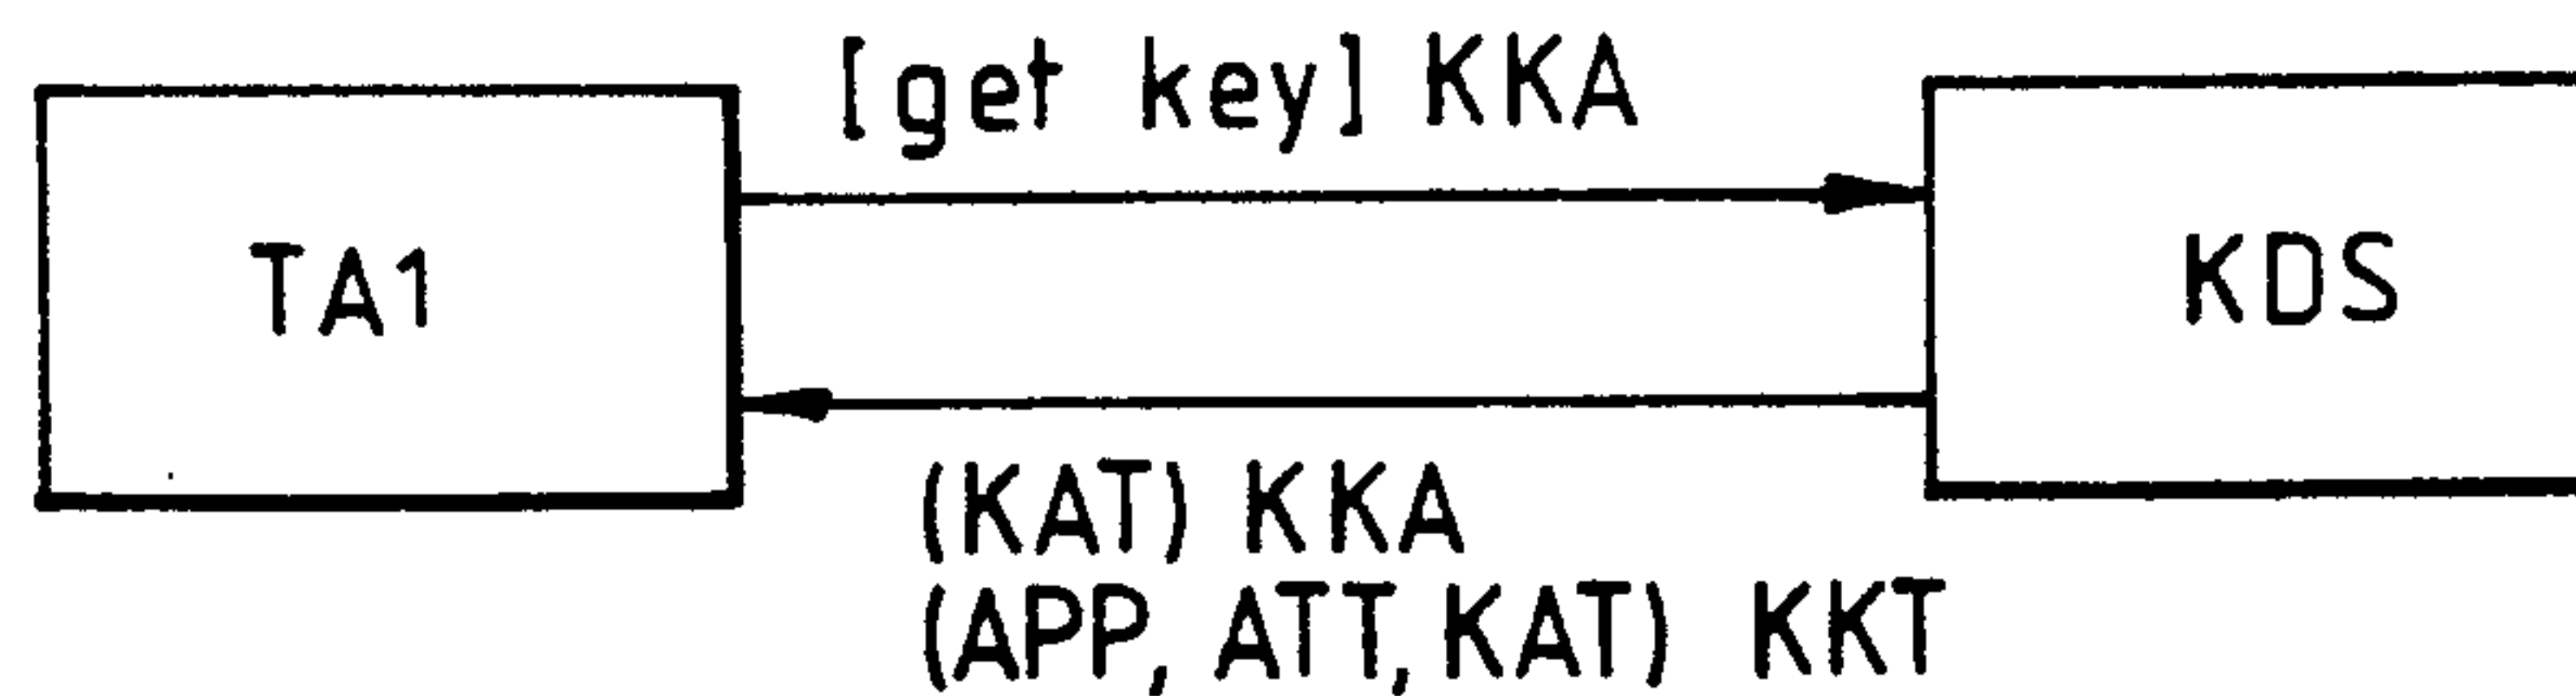 [get key] KKA
TA1
KDS
(KAT) KKA
(APP, ATT, KAT) KKT